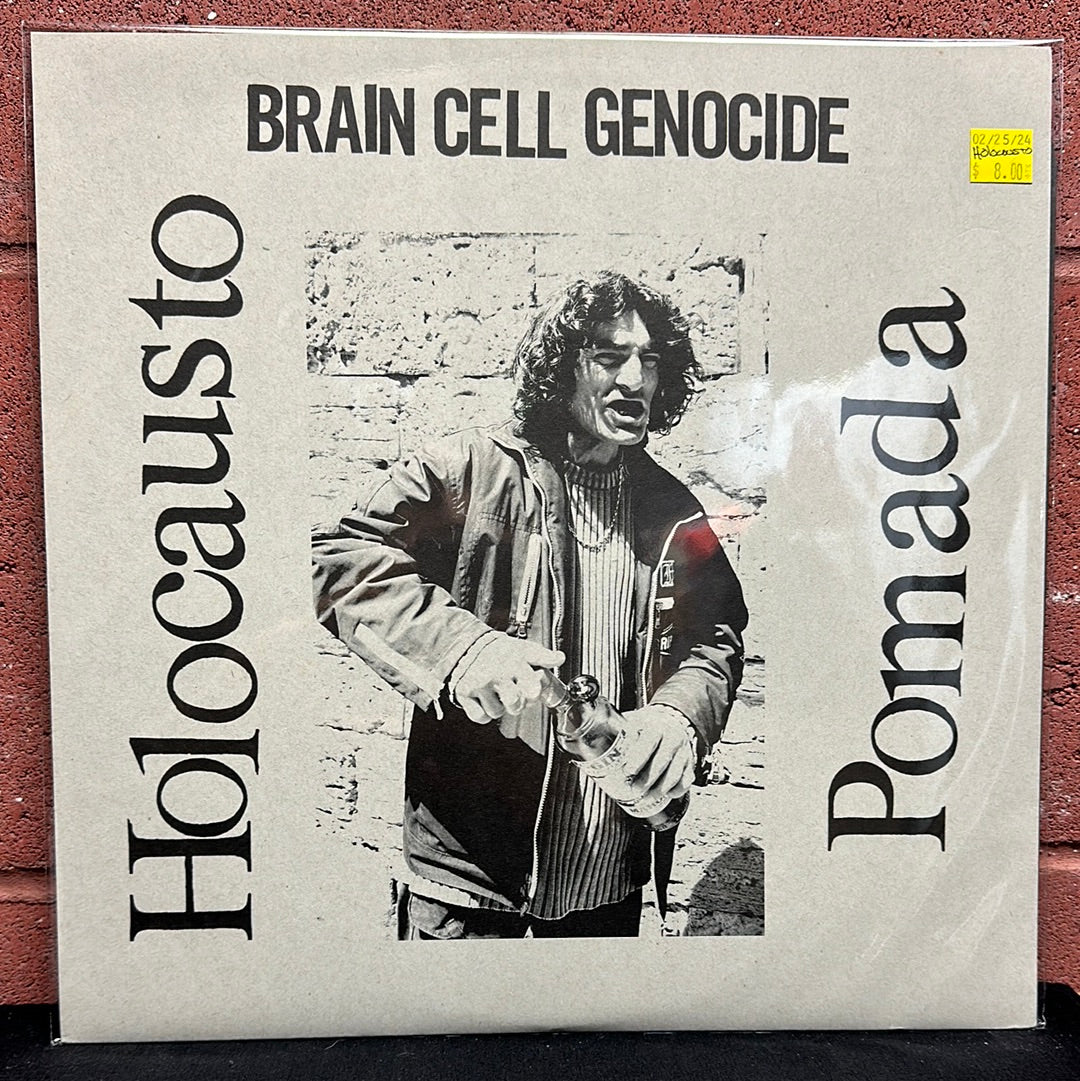 BRAIN CELL GENOCIDE
02/25/24
HOLOCAUSTO
$ 8.00
Holocausto
Pomada